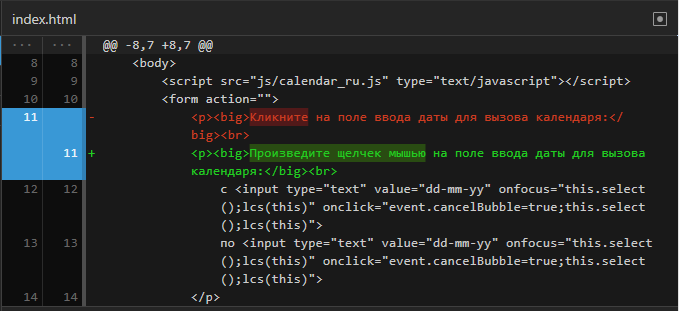 index.html
··· ··· @@ -8,7 +8,7 @@
8 8 <body>
9 9 <script src="js/calendar_ru.js" type="text/javascript"></script>
10 10 <form action="">
11 - <p><big>Кликните на поле ввода даты для вызова календаря:</
big><br>
11 + <p><big>Произведите щелчек мышью на поле ввода даты для вызова
календаря:</big><br>
12 12 с <input type="text" value="dd-mm-yy" onfocus="this.select
();lcs(this)" onclick="event.cancelBubble=true;this.select
();lcs(this)">
13 13 по <input type="text" value="dd-mm-yy" onfocus="this.select
();lcs(this)" onclick="event.cancelBubble=true;this.select
();lcs(this)">
14 14 </p>